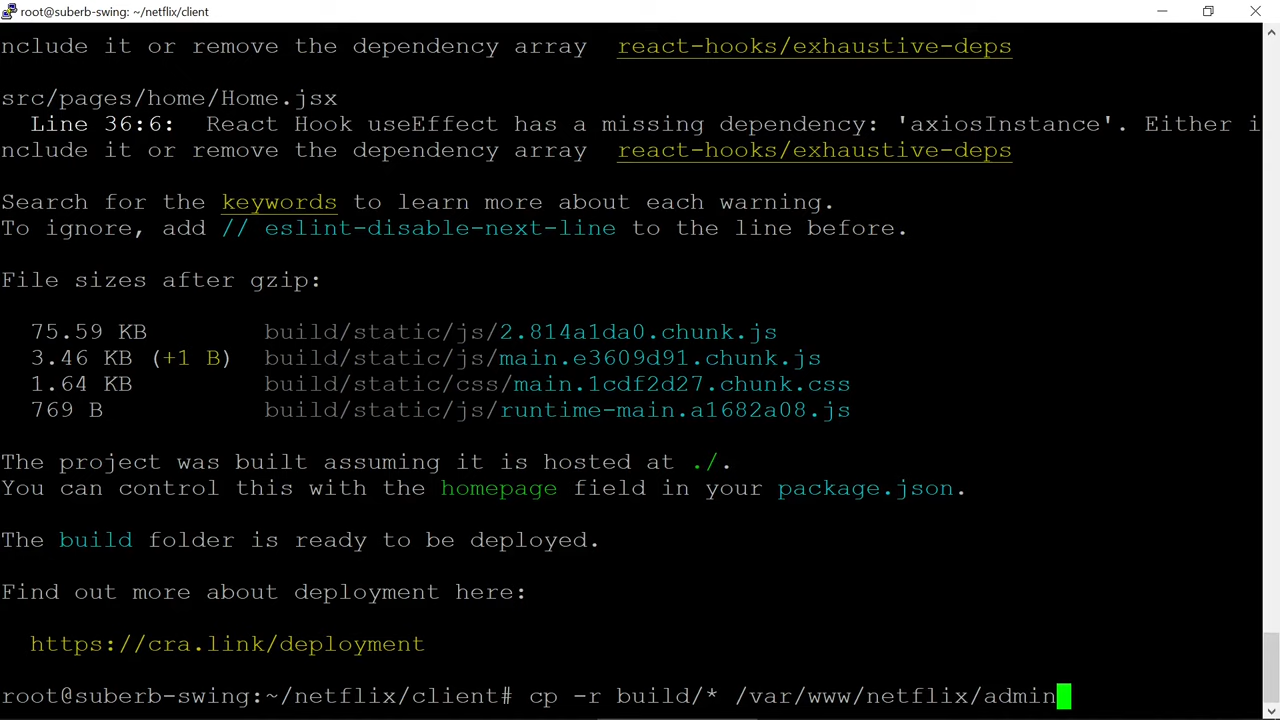 root@suberb-swing: ~/netflix/client
nclude it or remove the dependency array  react-hooks/exhaustive-deps
src/pages/home/Home.jsx
  Line 36:6:  React Hook useEffect has a missing dependency: 'axiosInstance'. Either i
nclude it or remove the dependency array  react-hooks/exhaustive-deps
Search for the keywords to learn more about each warning.
To ignore, add // eslint-disable-next-line to the line before.
File sizes after gzip:
  75.59 KB        build/static/js/2.814a1da0.chunk.js
  3.46 KB (+1 B)  build/static/js/main.e3609d91.chunk.js
  1.64 KB         build/static/css/main.1cdf2d27.chunk.css
  769 B           build/static/js/runtime-main.a1682a08.js
The project was built assuming it is hosted at ./.
You can control this with the homepage field in your package.json.
The build folder is ready to be deployed.
Find out more about deployment here:
  https://cra.link/deployment
root@suberb-swing:~/netflix/client# cp -r build/* /var/www/netflix/admin